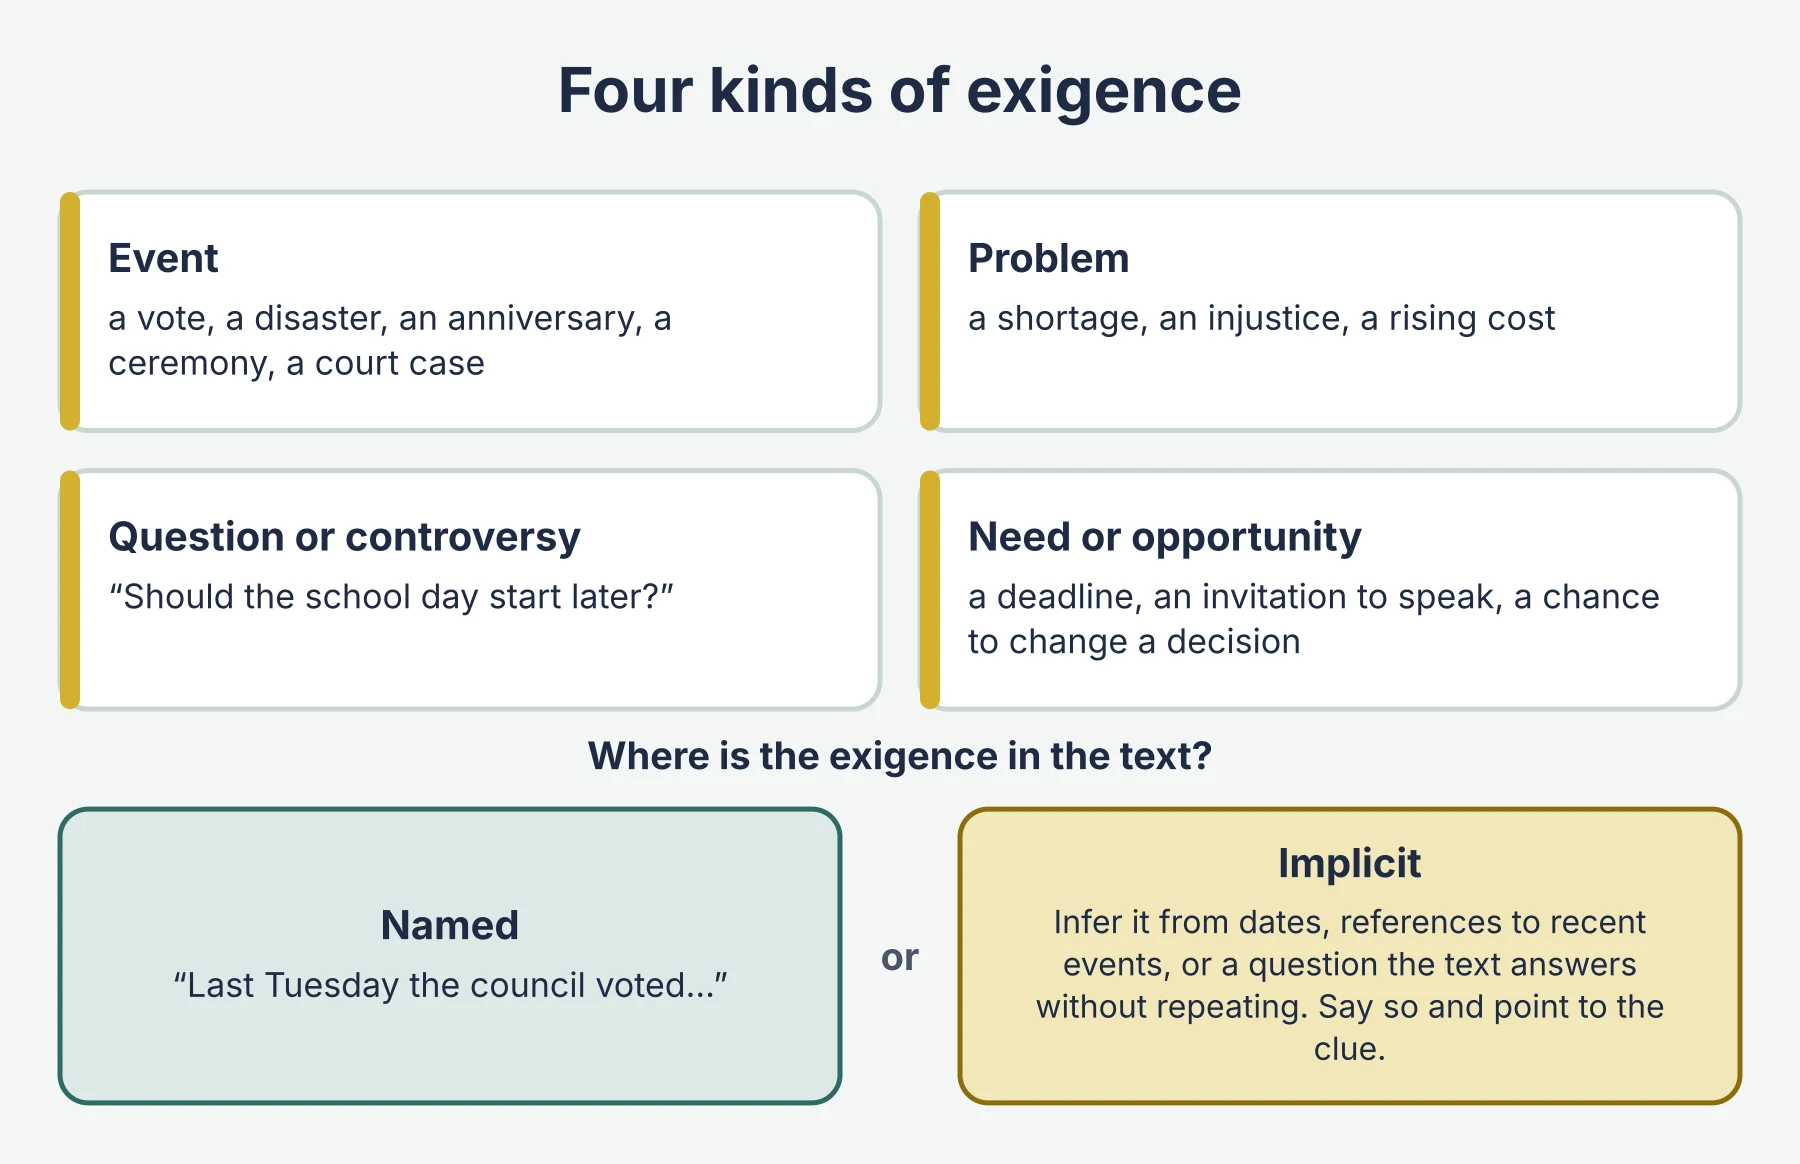 Four kinds of exigence
Event
a vote, a disaster, an anniversary, a
ceremony, a court case
Problem
a shortage, an injustice, a rising cost
Question or controversy
“Should the school day start later?”
Need or opportunity
a deadline, an invitation to speak, a chance
to change a decision
Where is the exigence in the text?
Named
“Last Tuesday the council voted…”
or
Implicit
Infer it from dates, references to recent
events, or a question the text answers
without repeating. Say so and point to the
clue.